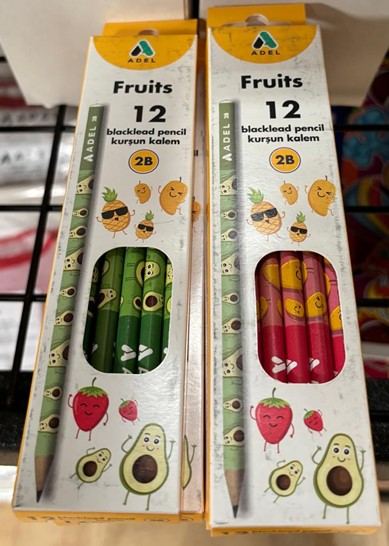 ADEL
Fruits
12
blacklead pencil
kurşun kalem
2B
ADEL 2B
ADEL
Fruits
12
blacklead pencil
kurşun kalem
2B
ADEL